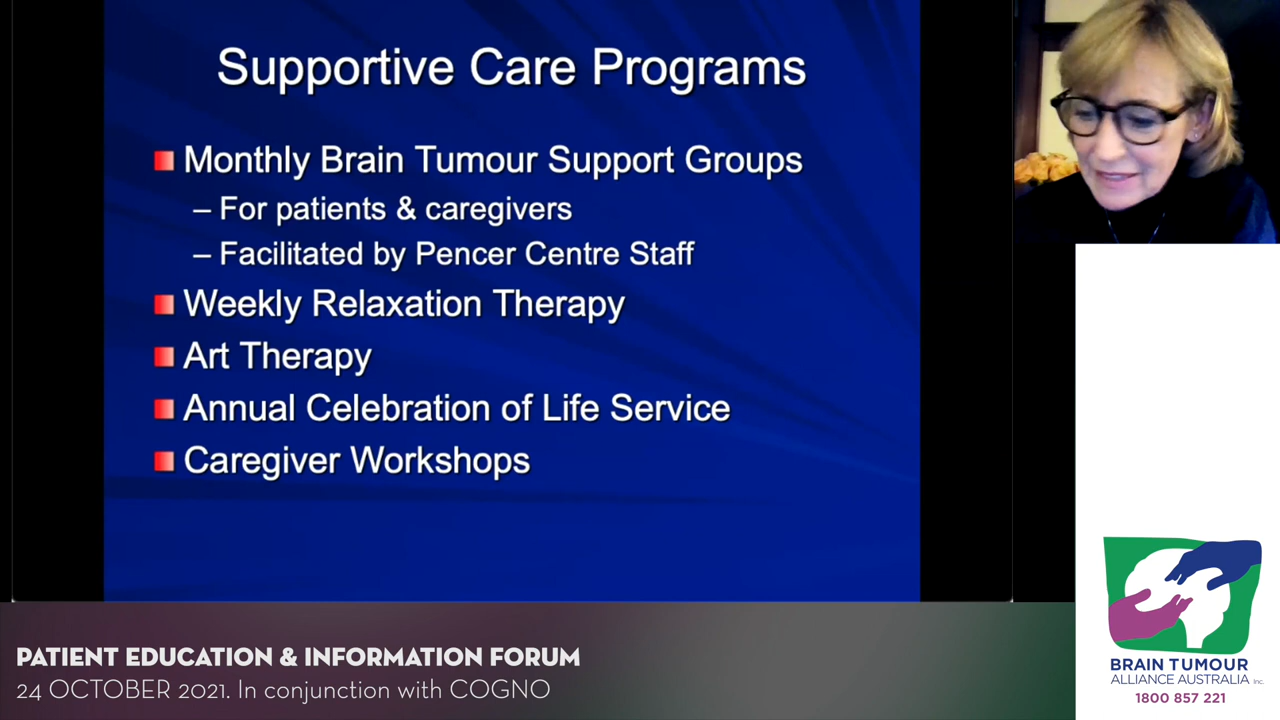 Supportive Care Programs
Monthly Brain Tumour Support Groups
– For patients & caregivers
– Facilitated by Pencer Centre Staff
Weekly Relaxation Therapy
Art Therapy
Annual Celebration of Life Service
Caregiver Workshops
PATIENT EDUCATION & INFORMATION FORUM
24 OCTOBER 2021. In conjunction with COGNO
BRAIN TUMOUR
ALLIANCE AUSTRALIA Inc.
1800 857 221